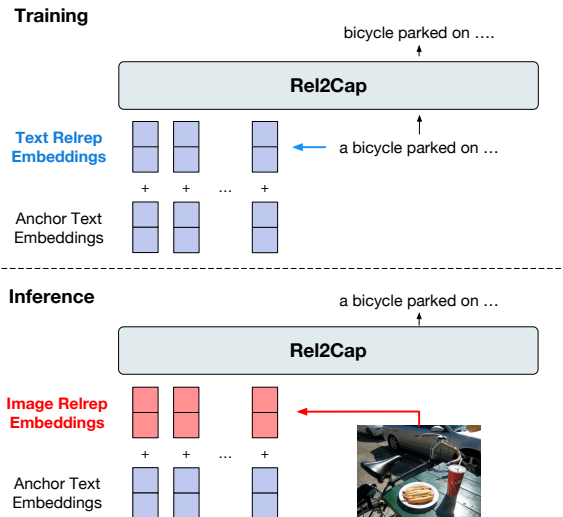 Training
bicycle parked on ….
Rel2Cap
Text Relrep
Embeddings
a bicycle parked on …
+ + … +
Anchor Text
Embeddings
Inference
a bicycle parked on …
Rel2Cap
Image Relrep
Embeddings
+ + … +
Anchor Text
Embeddings